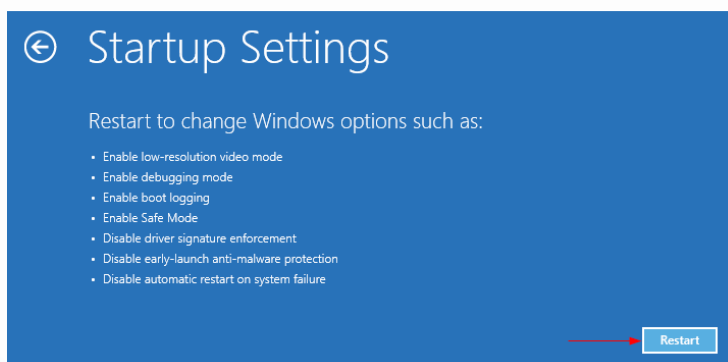 Startup Settings
Restart to change Windows options such as:
• Enable low-resolution video mode
• Enable debugging mode
• Enable boot logging
• Enable Safe Mode
• Disable driver signature enforcement
• Disable early-launch anti-malware protection
• Disable automatic restart on system failure
Restart